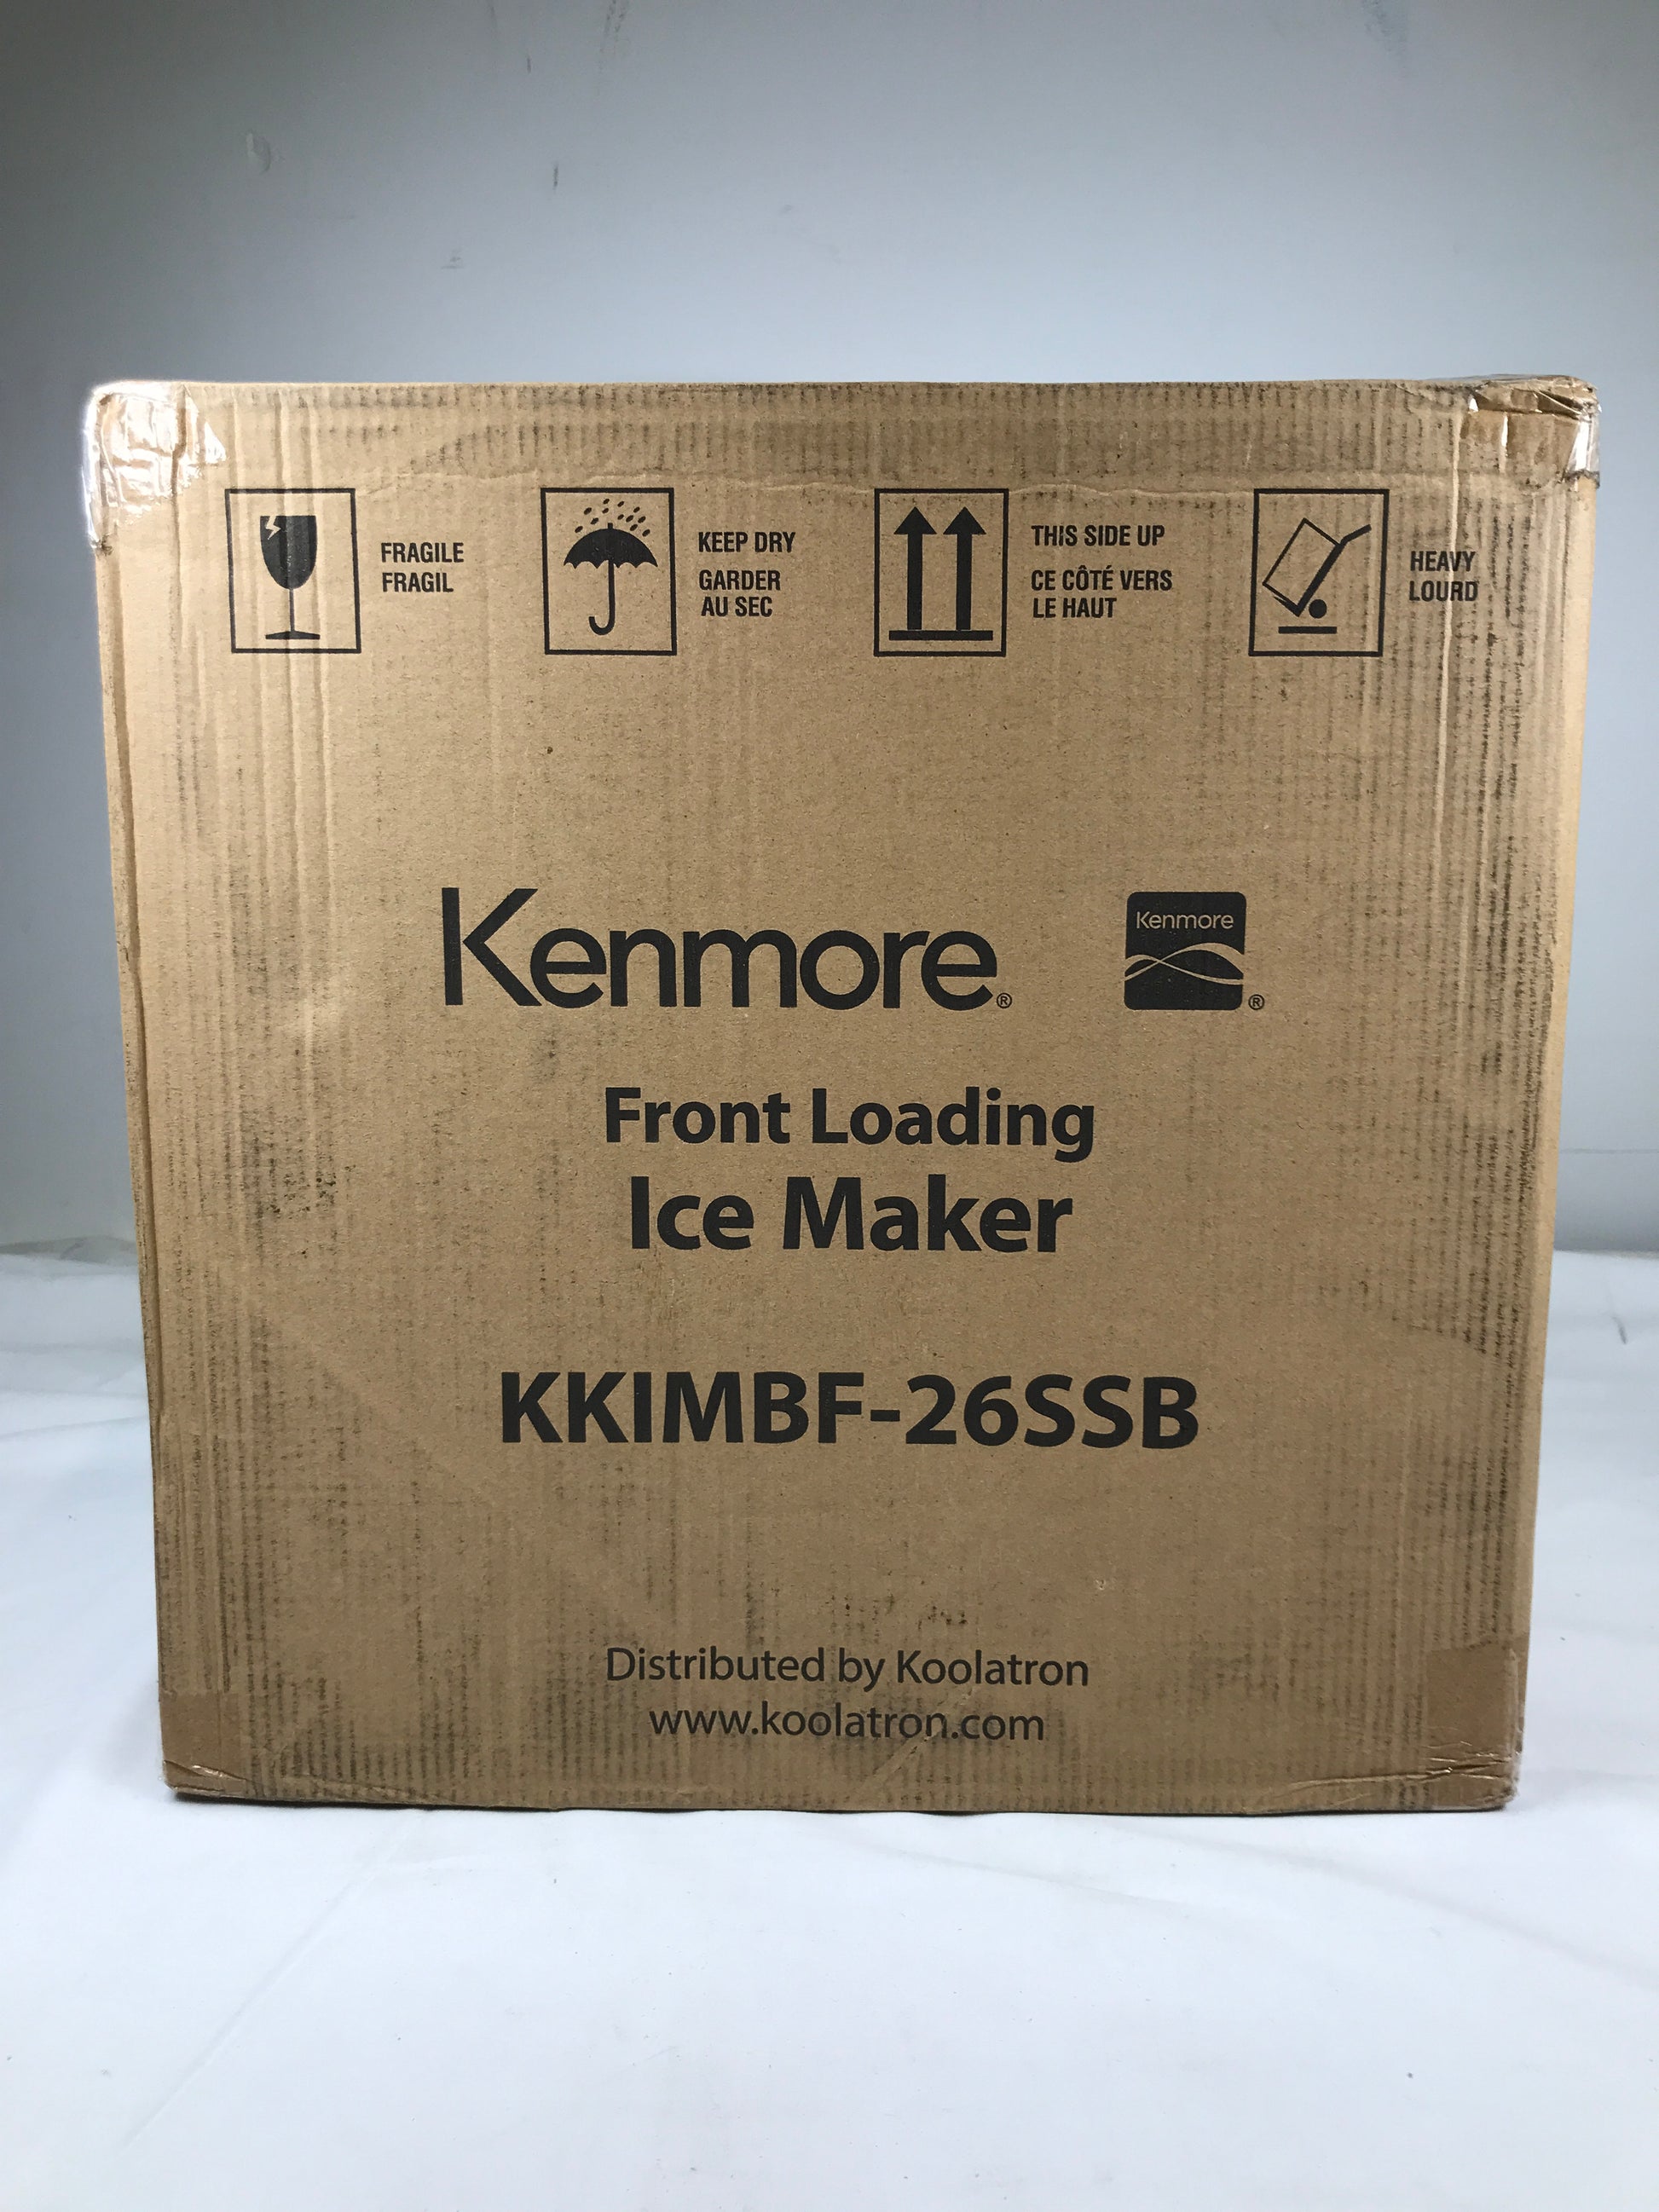 FRAGILE
FRAGIL
KEEP DRY
GARDER
AU SEC
THIS SIDE UP
CE CÔTÉ VERS
LE HAUT
HEAVY
LOURD
Kenmore®
Kenmore®
Front Loading
Ice Maker
KKIMBF-26SSB
Distributed by Koolatron
www.koolatron.com